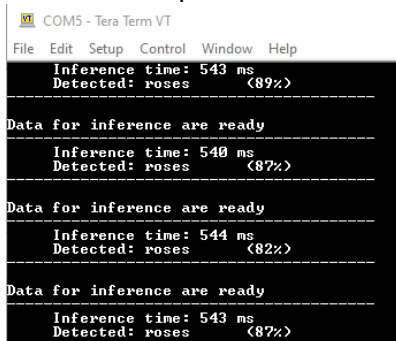 COM5 - Tera Term VT
File Edit Setup Control Window Help
Inference time: 543 ms
Detected: roses (89%)
--------------------------------------------------
Data for inference are ready
--------------------------------------------------
Inference time: 540 ms
Detected: roses (87%)
--------------------------------------------------
Data for inference are ready
--------------------------------------------------
Inference time: 544 ms
Detected: roses (82%)
--------------------------------------------------
Data for inference are ready
--------------------------------------------------
Inference time: 543 ms
Detected: roses (87%)